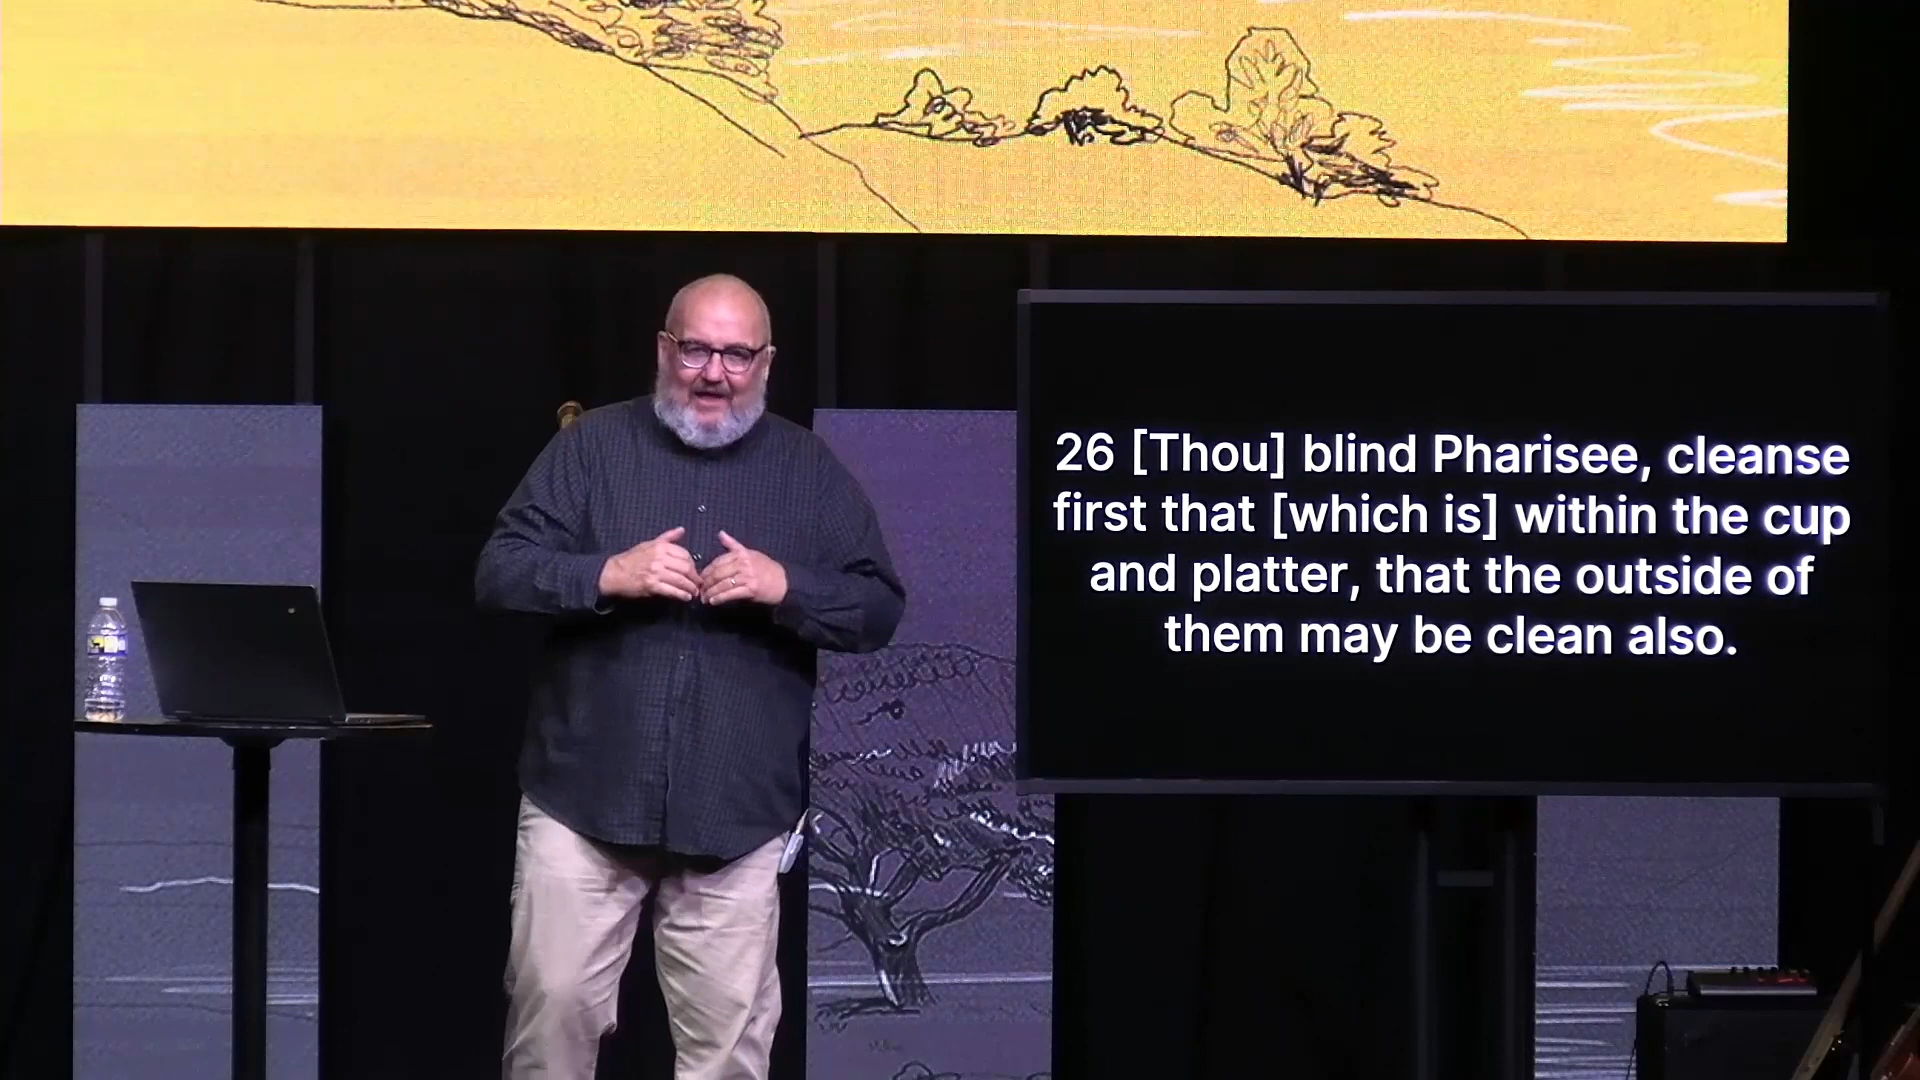 26 [Thou] blind Pharisee, cleanse
first that [which is] within the cup
and platter, that the outside of
them may be clean also.